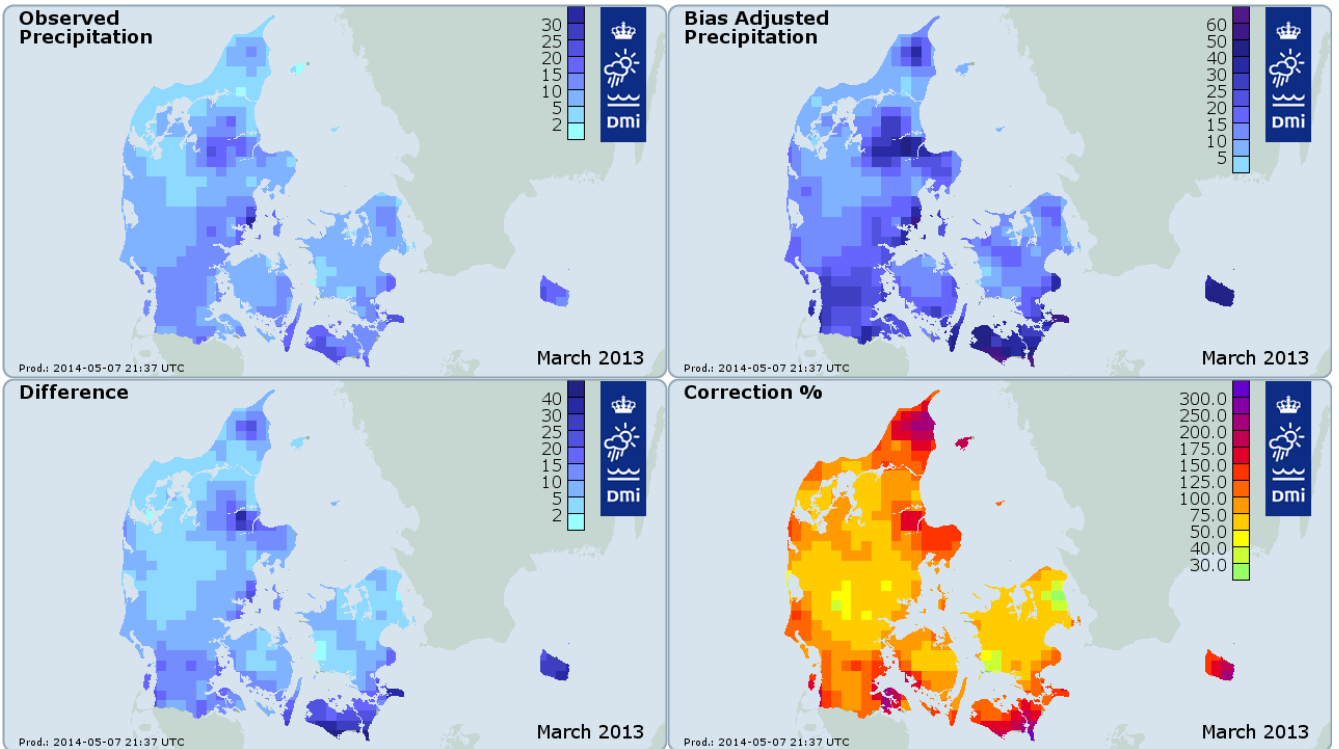 Observed
Precipitation
30
25
20
15
10
5
2
DMi
March 2013
Prod.: 2014-05-07 21:37 UTC
Bias Adjusted
Precipitation
60
50
40
30
25
20
15
10
5
DMi
March 2013
Prod.: 2014-05-07 21:37 UTC
Difference
40
30
25
20
15
10
5
2
DMi
March 2013
Prod.: 2014-05-07 21:37 UTC
Correction %
300.0
250.0
200.0
175.0
150.0
125.0
100.0
75.0
50.0
40.0
30.0
DMi
March 2013
Prod.: 2014-05-07 21:37 UTC